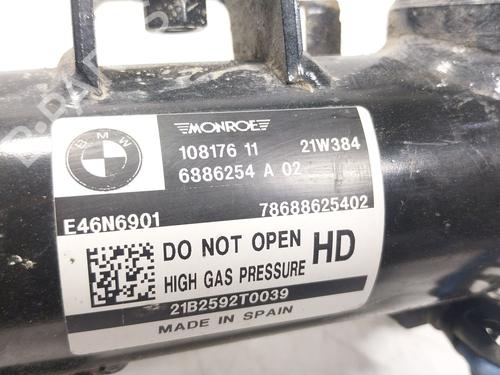 BMW
MONROE
108176 11 21W384
6886254 A 02
E46N6901 78688625402
DO NOT OPEN HD
HIGH GAS PRESSURE
21B2592T0039
MADE IN SPAIN